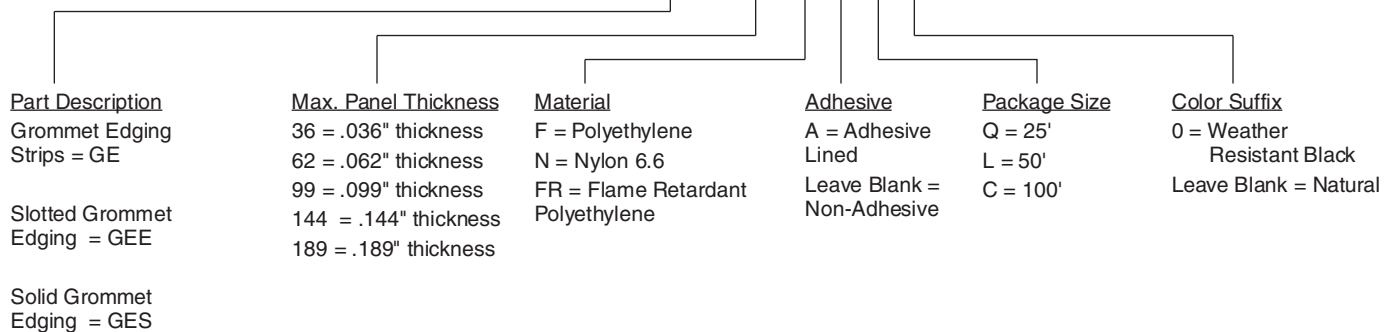 Part Description
Grommet Edging
Strips = GE
Slotted Grommet
Edging = GEE
Solid Grommet
Edging = GES
Max. Panel Thickness
36 = .036" thickness
62 = .062" thickness
99 = .099" thickness
144 = .144" thickness
189 = .189" thickness
Material
F = Polyethylene
N = Nylon 6.6
FR = Flame Retardant
Polyethylene
Adhesive
A = Adhesive
Lined
Leave Blank =
Non-Adhesive
Package Size
Q = 25'
L = 50'
C = 100'
Color Suffix
0 = Weather
Resistant Black
Leave Blank = Natural